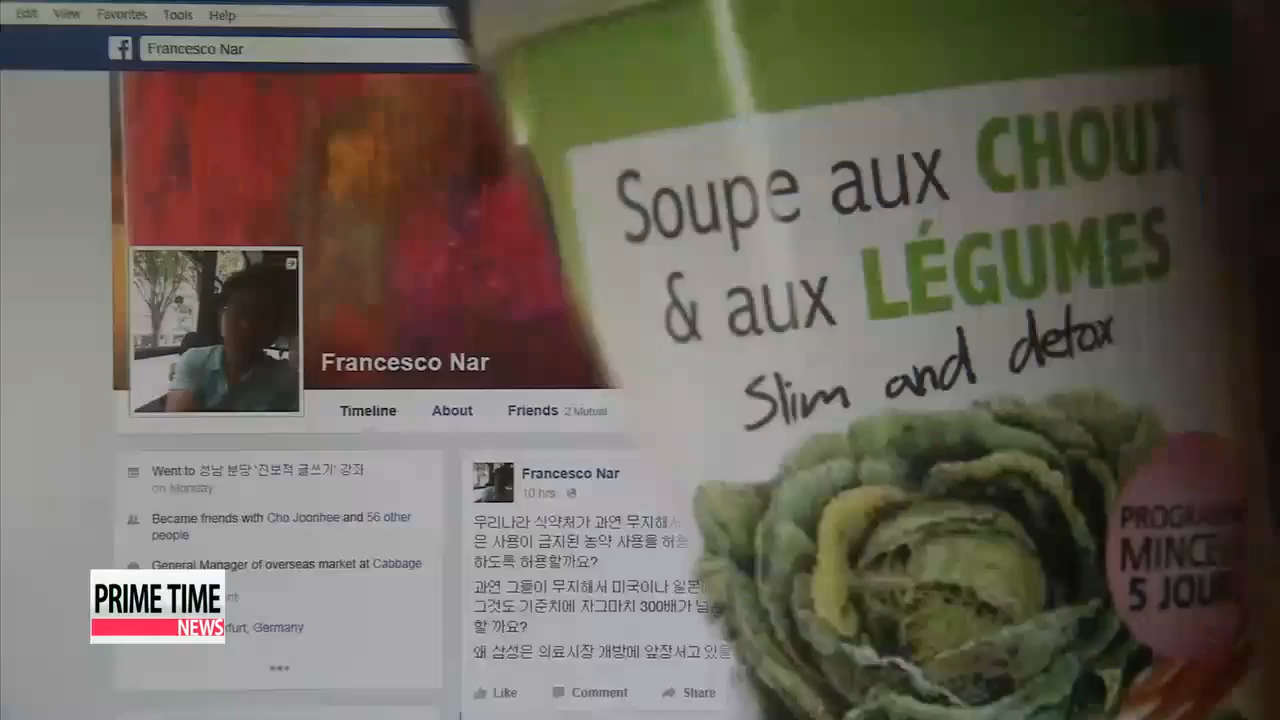 Edit View Favorites Tools Help
f Francesco Nar
Francesco Nar
Timeline About Friends 2 Mutual
Went to 성남 분당 '진보적 글쓰기' 강좌
on Monday
Became friends with Cho Joonhee and 56 other
people
General Manager of overseas market at Cabbage
Germany
Francesco Nar
10 hrs
우리나라 식약처가 과연 무지해서
은 사용이 금지된 농약 사용을 허용
하도록 허용할까요?
과연 그들이 무지해서 미국이나 일본
그것도 기준치에 자그마치 300배가 넘
할 까요?
왜 삼성은 의료시장 개방에 앞장서고 있을
Like Comment Share
Soupe aux CHOUX
& aux LÉGUMES
Slim and detox
MINCE
5 JOU
PRIME TIME
NEWS